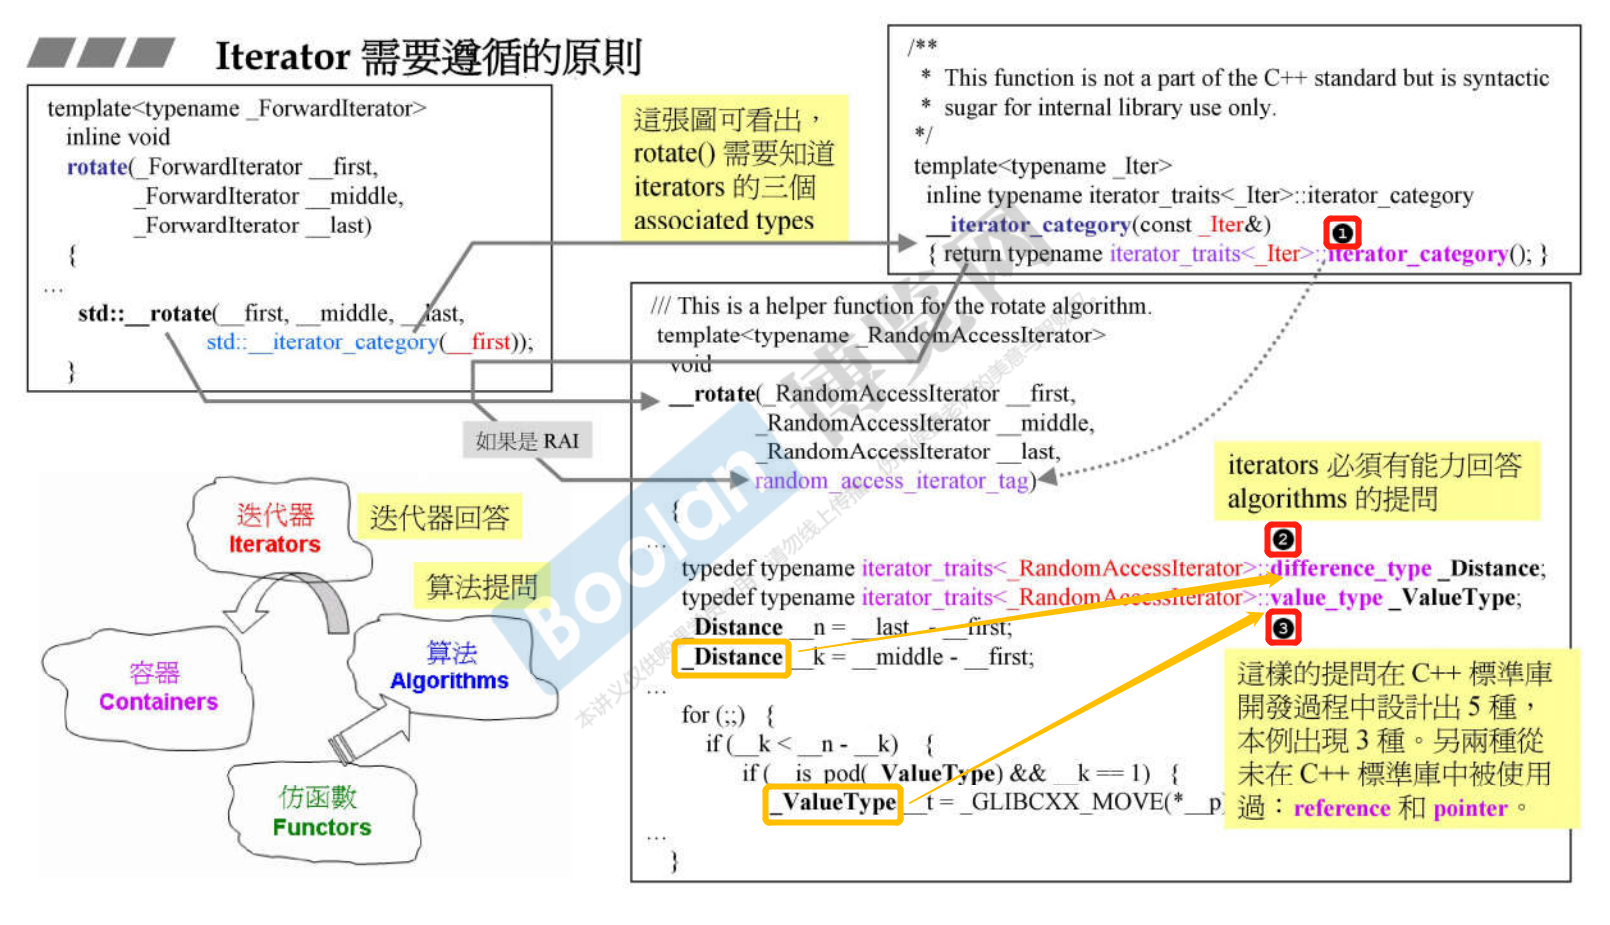 Iterator 需要遵循的原則
template<typename _ForwardIterator>
inline void
rotate(_ForwardIterator __first,
_ForwardIterator __middle,
_ForwardIterator __last)
{
...
std::__rotate(__first, __middle, __last,
std::__iterator_category(__first));
}
這張圖可看出，
rotate() 需要知道
iterators 的三個
associated types
/**
* This function is not a part of the C++ standard but is syntactic
* sugar for internal library use only.
*/
template<typename _Iter>
inline typename iterator_traits<_Iter>::iterator_category
__iterator_category(const _Iter&)
❶
{ return typename iterator_traits<_Iter>::iterator_category(); }
/// This is a helper function for the rotate algorithm.
template<typename _RandomAccessIterator>
void
__rotate(_RandomAccessIterator __first,
_RandomAccessIterator __middle,
_RandomAccessIterator __last,
random_access_iterator_tag)
{
...
typedef typename iterator_traits<_RandomAccessIterator>::difference_type _Distance;
typedef typename iterator_traits<_RandomAccessIterator>::value_type _ValueType;
_Distance __n = __last - __first;
_Distance __k = __middle - __first;
...
for (;;) {
if (__k < __n - __k) {
if (__is_pod(_ValueType) && __k == 1) {
_ValueType __t = _GLIBCXX_MOVE(*__p)
...
}
如果是 RAI
iterators 必須有能力回答
algorithms 的提問
❷
❸
這樣的提問在 C++ 標準庫
開發過程中設計出 5 種，
本例出現 3 種。另兩種從
未在 C++ 標準庫中被使用
過：reference 和 pointer。
迭代器
Iterators
迭代器回答
算法提問
算法
Algorithms
容器
Containers
仿函數
Functors
Boolan 博览网